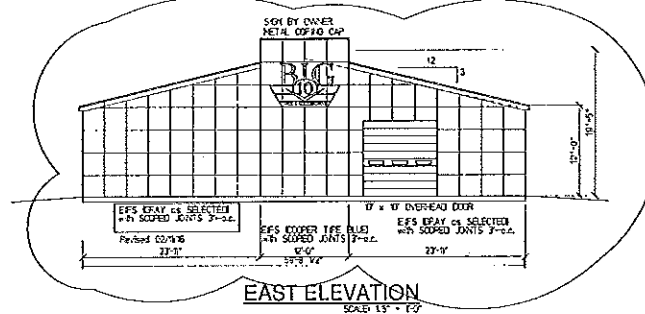 SIGN BY OWNER
METAL COPING CAP
12
3
BIG
10
12'-0"
19'-5"
10' x 10' OVERHEAD DOOR
EIFS (GRAY as SELECTED)
with SCORED JOINTS 3'-o.c.
Revised 02/11/16
EIFS (COOPER TIRE BLUE)
with SCORED JOINTS 3'-o.c.
EIFS (GRAY as SELECTED)
with SCORED JOINTS 3'-o.c.
23'-11"
12'-0"
23'-11"
EAST ELEVATION
SCALE: